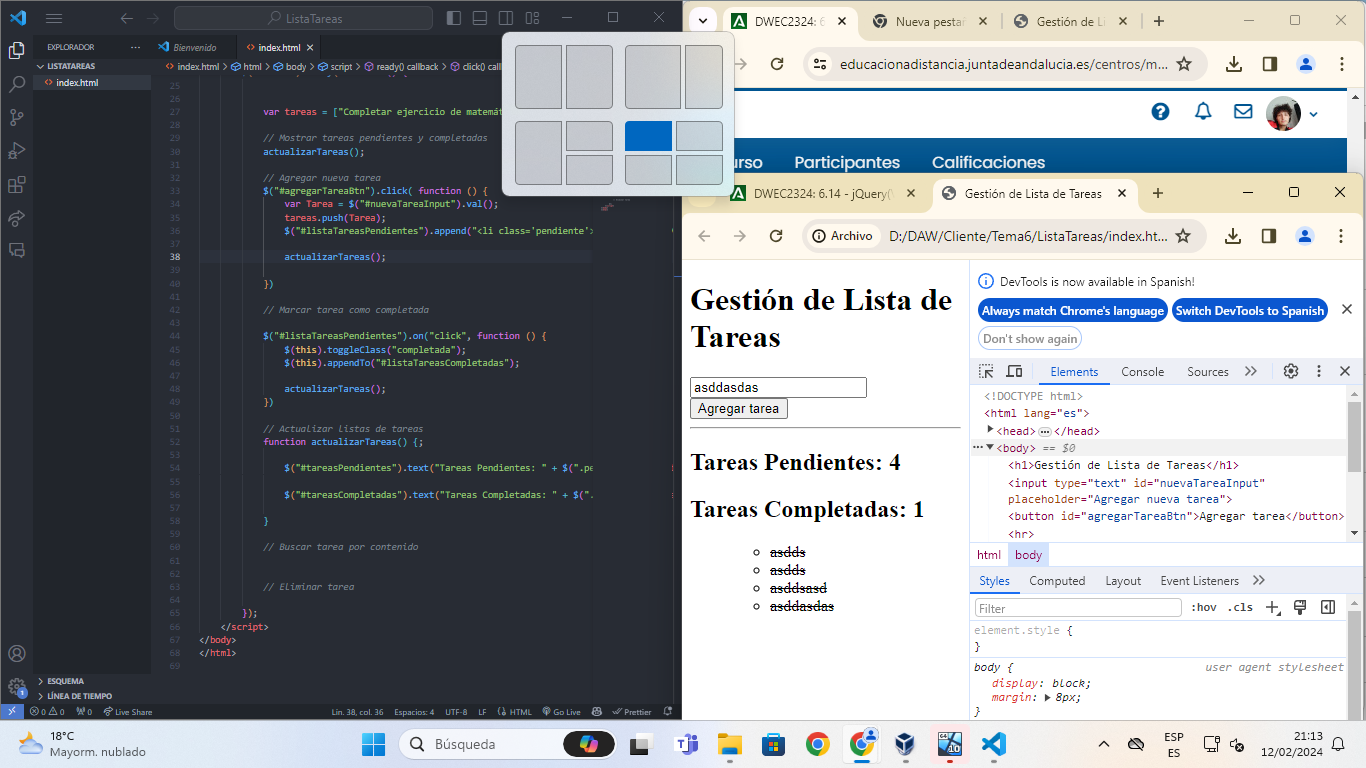 ListaTareas
EXPLORADOR
LISTATAREAS
index.html
ESQUEMA
LÍNEA DE TIEMPO
Bienvenido
index.html
index.html > html > body > script > ready() callback > click() call
25
26
27 var tareas = ["Completar ejercicio de matemát
28
29 // Mostrar tareas pendientes y completadas
30 actualizarTareas();
31
32 // Agregar nueva tarea
33 $("#agregarTareaBtn").click( function () {
34 var Tarea = $("#nuevaTareaInput").val();
35 tareas.push(Tarea);
36 $("#listaTareasPendientes").append("<li class='pendiente'>
37
38 actualizarTareas();
39
40 })
41
42 // Marcar tarea como completada
43
44 $("#listaTareasPendientes").on("click", function () {
45 $(this).toggleClass("completada");
46 $(this).appendTo("#listaTareasCompletadas");
47
48 actualizarTareas();
49 })
50
51 // Actualizar listas de tareas
52 function actualizarTareas() {;
53
54 $("#tareasPendientes").text("Tareas Pendientes: " + $(".pe
55
56 $("#tareasCompletadas").text("Tareas Completadas: " + $(".
57
58 }
59
60 // Buscar tarea por contenido
61
62
63 // Eliminar tarea
64
65 });
66 </script>
67 </body>
68 </html>
69
0 0 0 Live Share
Lín. 38, col. 36 Espacios: 4 UTF-8 LF HTML Go Live Prettier
DWEC2324: 6
Nueva pesta
Gestión de Li
educacionadistancia.juntadeandalucia.es/centros/m...
urso Participantes Calificaciones
DWEC2324: 6.14 - jQuery(
Gestión de Lista de Tareas
Archivo D:/DAW/Cliente/Tema6/ListaTareas/index.ht...
Gestión de Lista de
Tareas
asddasdas
Agregar tarea
Tareas Pendientes: 4
Tareas Completadas: 1
asdds
asdds
asddsasd
asddasdas
DevTools is now available in Spanish!
Always match Chrome's language
Switch DevTools to Spanish
Don't show again
Elements Console Sources
<!DOCTYPE html>
<html lang="es">
<head> ••• </head>
<body> == $0
<h1>Gestión de Lista de Tareas</h1>
<input type="text" id="nuevaTareaInput"
placeholder="Agregar nueva tarea">
<button id="agregarTareaBtn">Agregar tarea</button>
<hr>
html body
Styles Computed Layout Event Listeners
Filter
:hov .cls
element.style {
}
body { user agent stylesheet
display: block;
margin: 8px;
}
18°C
Mayorm. nublado
Búsqueda
ESP
ES
21:13
12/02/2024